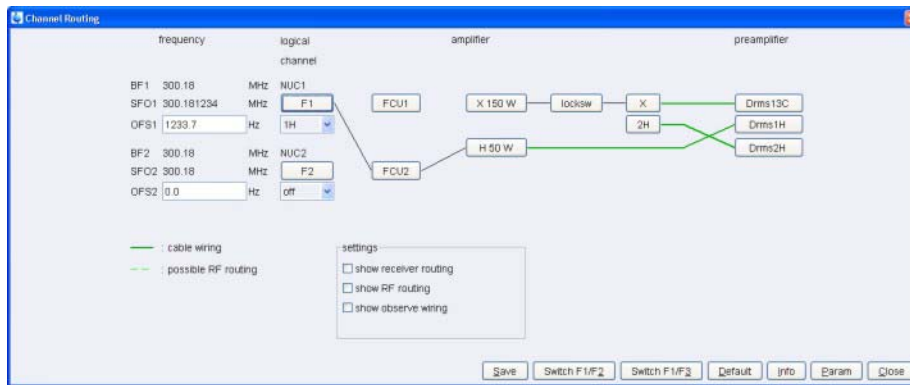 Channel Routing
frequency logical channel amplifier preamplifier
BF1 300.18 MHz NUC1
SFO1 300.181234 MHz F1 FCU1 X 150 W locksw X Drms13C
OFS1 1233.7 Hz 1H 2H Drms1H
BF2 300.18 MHz NUC2 H 50 W Drms2H
SFO2 300.18 MHz F2 FCU2
OFS2 0.0 Hz off
: cable wiring
: possible RF routing
settings
show receiver routing
show RF routing
show observe wiring
Save Switch F1/F2 Switch F1/F3 Default Info Param Close